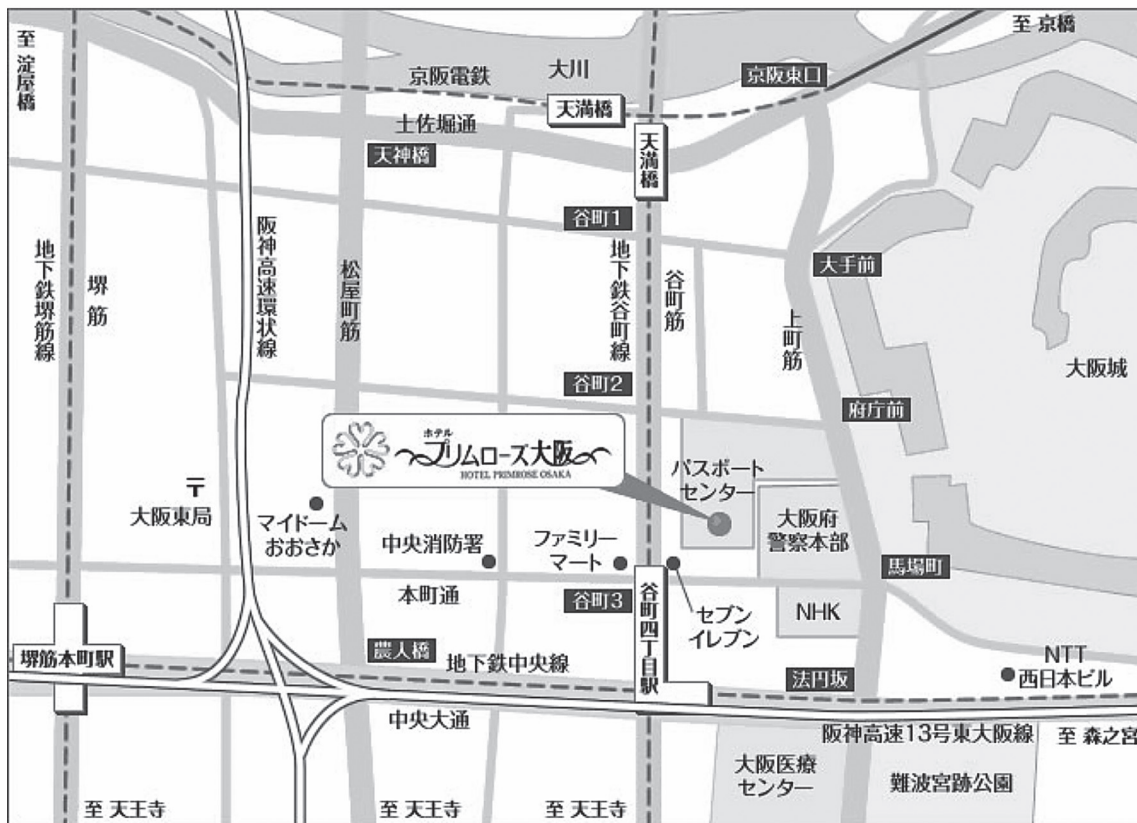 至 淀屋橋
京阪電鉄
大川
京阪東口
至 京橋
天満橋
土佐堀通
天神橋
天満橋
谷町1
地下鉄堺筋線
堺筋
阪神高速環状線
松屋町筋
地下鉄谷町線
谷町筋
上町筋
大手前
大阪城
谷町2
府庁前
ホテル
プリムローズ大阪
HOTEL PRIMROSE OSAKA
パスポート
センター
〒
大阪東局
マイドーム
おおさか
中央消防署
ファミリー
マート
大阪府
警察本部
馬場町
本町通
谷町3
谷町四丁目駅
セブン
イレブン
NHK
堺筋本町駅
農人橋
地下鉄中央線
法円坂
NTT
西日本ビル
中央大通
阪神高速13号東大阪線
至 森之宮
大阪医療
センター
難波宮跡公園
至 天王寺
至 天王寺
至 天王寺